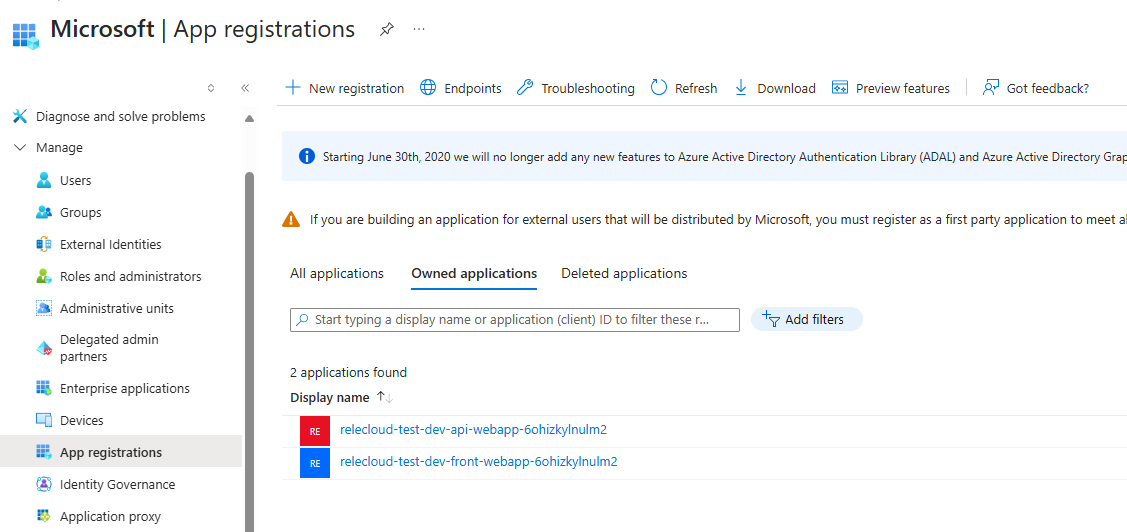 Microsoft | App registrations
Diagnose and solve problems
Manage
Users
Groups
External Identities
Roles and administrators
Administrative units
Delegated admin
partners
Enterprise applications
Devices
App registrations
Identity Governance
Application proxy
New registration
Endpoints
Troubleshooting
Refresh
Download
Preview features
Got feedback?
Starting June 30th, 2020 we will no longer add any new features to Azure Active Directory Authentication Library (ADAL) and Azure Active Directory Grap
If you are building an application for external users that will be distributed by Microsoft, you must register as a first party application to meet al
All applications
Owned applications
Deleted applications
Start typing a display name or application (client) ID to filter these r...
Add filters
2 applications found
Display name
RE
relecloud-test-dev-api-webapp-6ohizkylnulm2
RE
relecloud-test-dev-front-webapp-6ohizkylnulm2